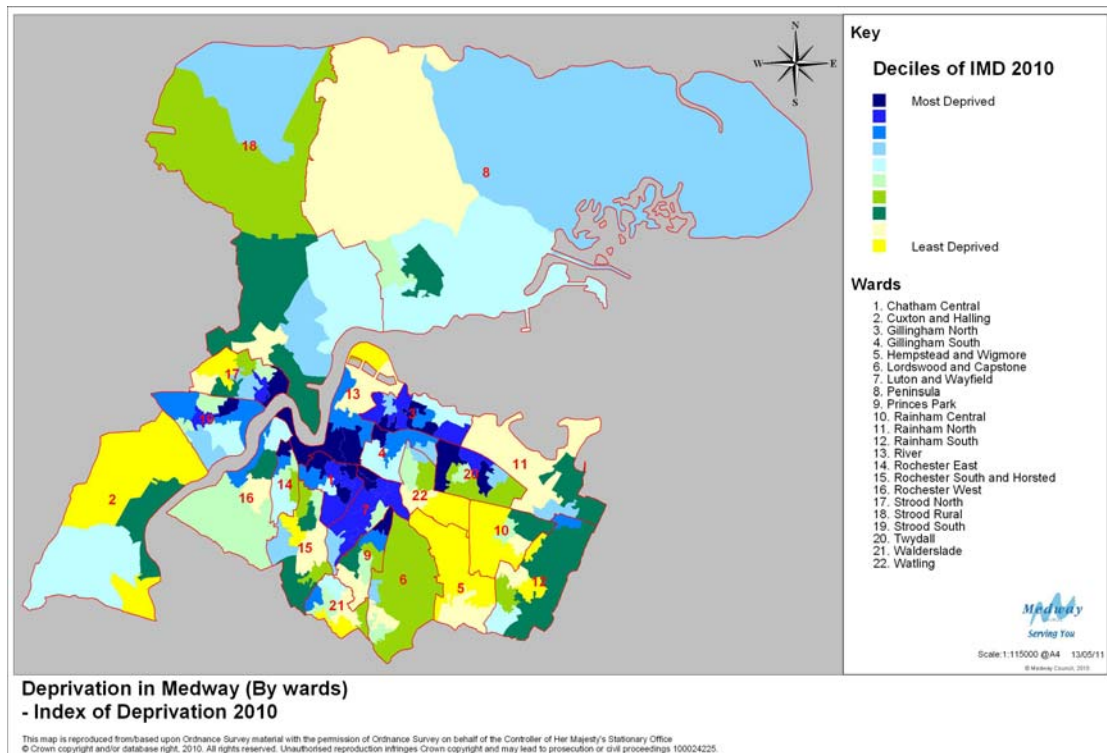 N
W E
S
Key
Deciles of IMD 2010
Most Deprived
Least Deprived
Wards
1. Chatham Central
2. Cuxton and Halling
3. Gillingham North
4. Gillingham South
5. Hempstead and Wigmore
6. Lordswood and Capstone
7. Luton and Wayfield
8. Peninsula
9. Princes Park
10. Rainham Central
11. Rainham North
12. Rainham South
13. River
14. Rochester East
15. Rochester South and Horsted
16. Rochester West
17. Strood North
18. Strood Rural
19. Strood South
20. Twydall
21. Walderslade
22. Watling
18
8
17
13
19
3
4
11
20
2
16
14
1
22
7
10
15
9
6
5
12
21
Medway
Serving You
Scale:1:115000 @A4 13/05/11
© Medway Council, 2010
Deprivation in Medway (By wards)
- Index of Deprivation 2010
This map is reproduced from/based upon Ordnance Survey material with the permission of Ordnance Survey on behalf of the Controller of Her Majesty's Stationary Office
© Crown copyright and/or database right, 2010. All rights reserved. Unauthorised reproduction infringes Crown copyright and may lead to prosecution or civil proceedings 100024225.